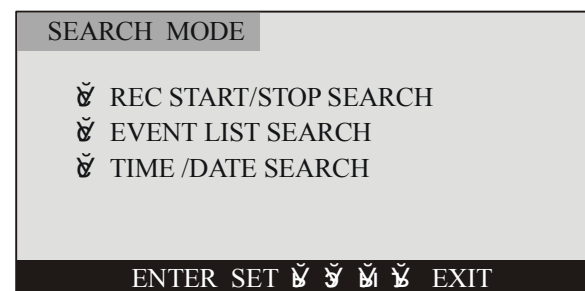 SEARCH MODE
REC START/STOP SEARCH
EVENT LIST SEARCH
TIME /DATE SEARCH
ENTER SET EXIT